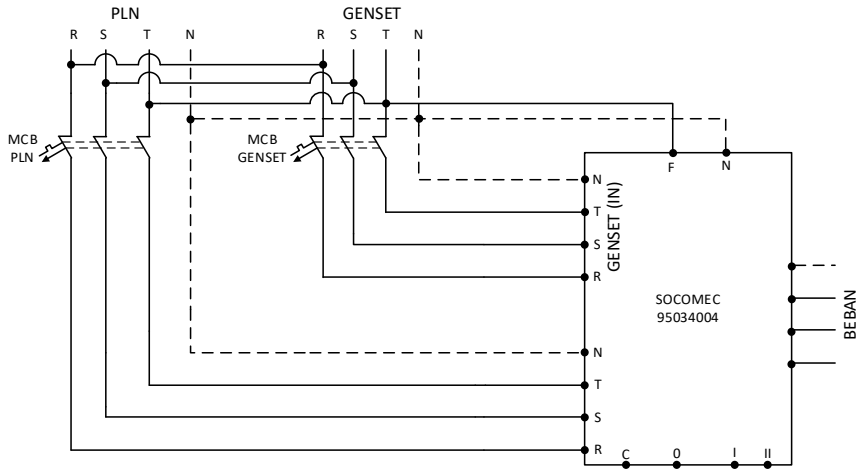 PLN GENSET
R S T N R S T N
MCB
PLN
MCB
GENSET
F N
N
T
S
R
GENSET (IN)
SOCOMEC
95034004
BEBAN
N
T
S
R
C 0 I II